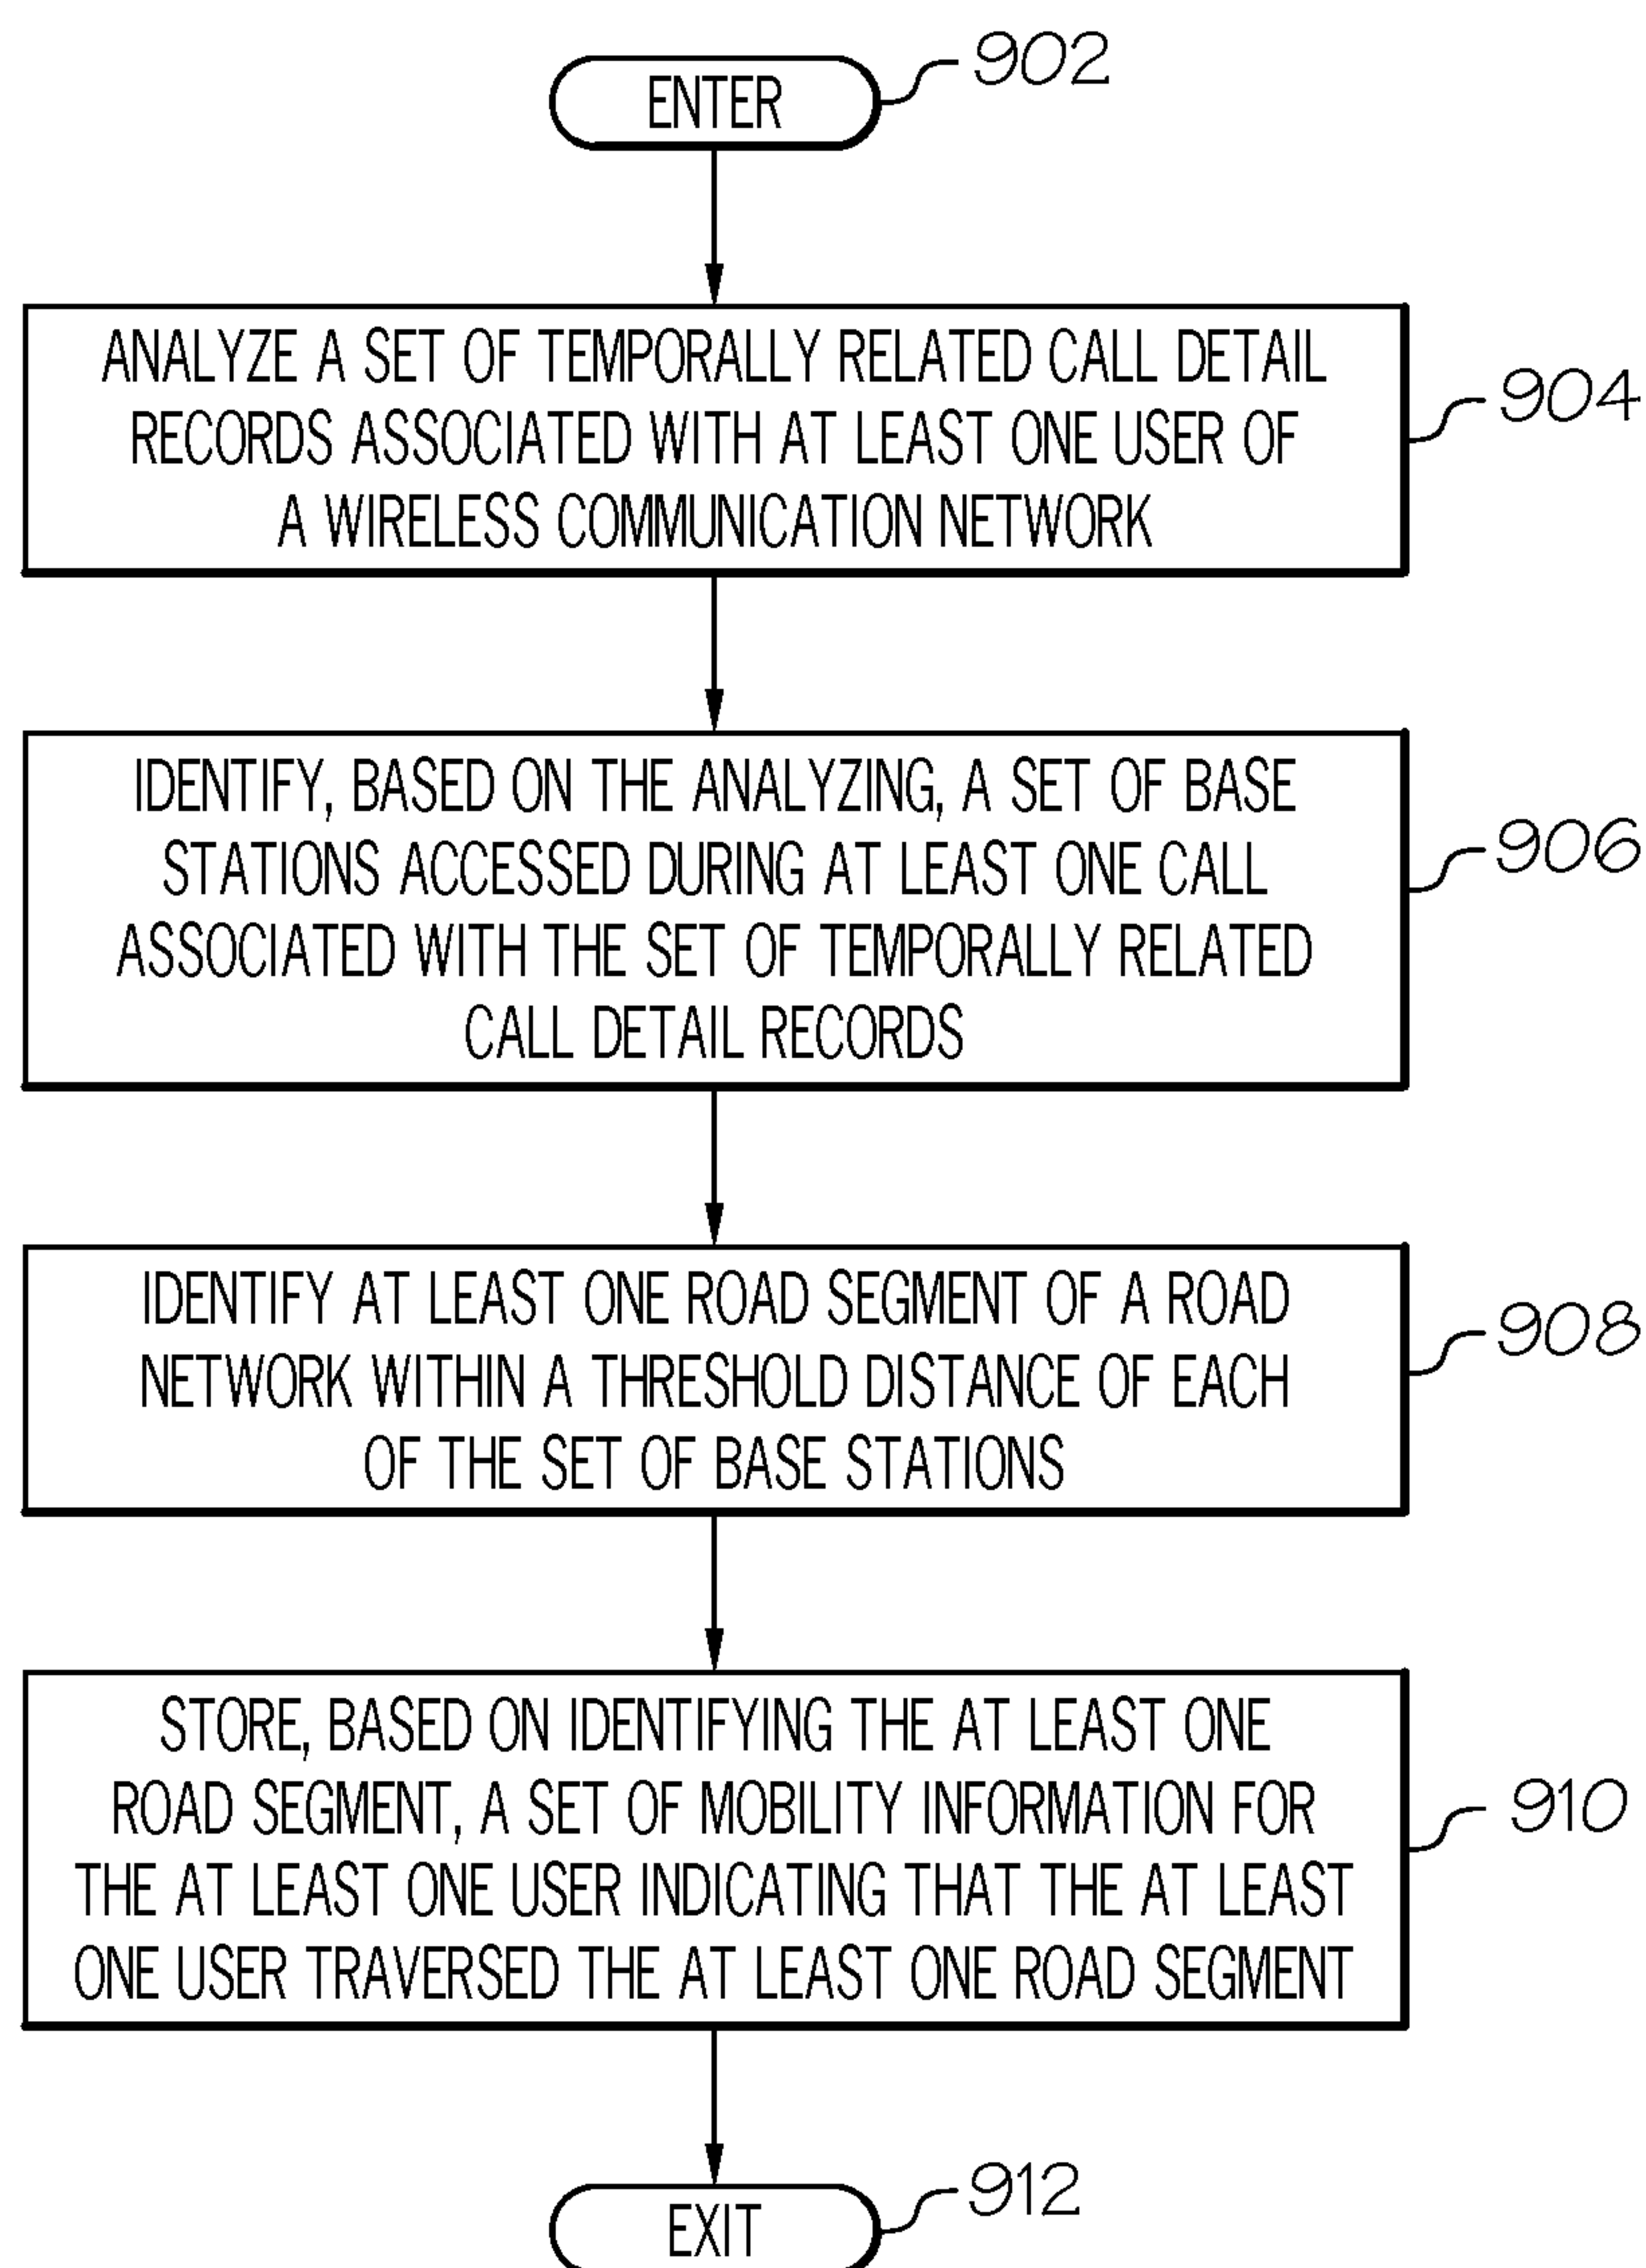 ENTER
902
ANALYZE A SET OF TEMPORALLY RELATED CALL DETAIL
RECORDS ASSOCIATED WITH AT LEAST ONE USER OF
A WIRELESS COMMUNICATION NETWORK
904
IDENTIFY, BASED ON THE ANALYZING, A SET OF BASE
STATIONS ACCESSED DURING AT LEAST ONE CALL
ASSOCIATED WITH THE SET OF TEMPORALLY RELATED
CALL DETAIL RECORDS
906
IDENTIFY AT LEAST ONE ROAD SEGMENT OF A ROAD
NETWORK WITHIN A THRESHOLD DISTANCE OF EACH
OF THE SET OF BASE STATIONS
908
STORE, BASED ON IDENTIFYING THE AT LEAST ONE
ROAD SEGMENT, A SET OF MOBILITY INFORMATION FOR
THE AT LEAST ONE USER INDICATING THAT THE AT LEAST
ONE USER TRAVERSED THE AT LEAST ONE ROAD SEGMENT
910
EXIT
912